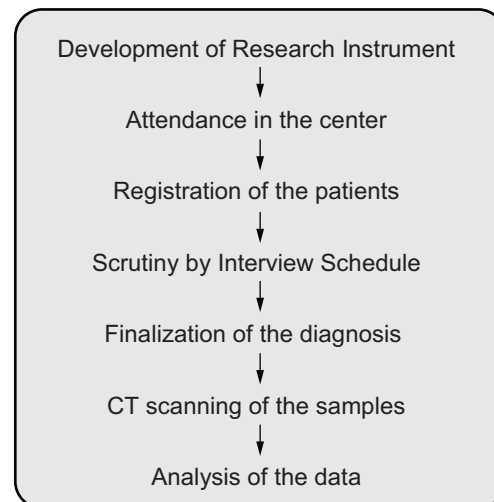 Development of Research Instrument
Attendance in the center
Registration of the patients
Scrutiny by Interview Schedule
Finalization of the diagnosis
CT scanning of the samples
Analysis of the data